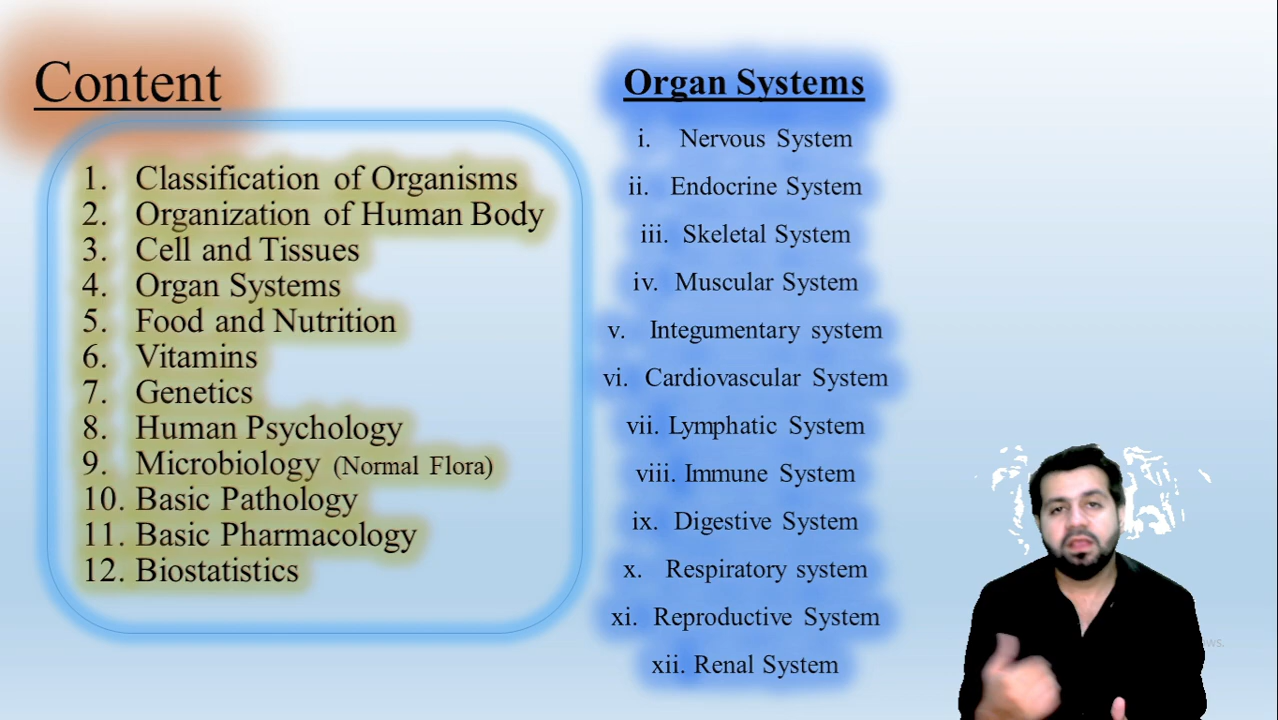 Content
1. Classification of Organisms
2. Organization of Human Body
3. Cell and Tissues
4. Organ Systems
5. Food and Nutrition
6. Vitamins
7. Genetics
8. Human Psychology
9. Microbiology (Normal Flora)
10. Basic Pathology
11. Basic Pharmacology
12. Biostatistics
Organ Systems
i. Nervous System
ii. Endocrine System
iii. Skeletal System
iv. Muscular System
v. Integumentary system
vi. Cardiovascular System
vii. Lymphatic System
viii. Immune System
ix. Digestive System
x. Respiratory system
xi. Reproductive System
xii. Renal System